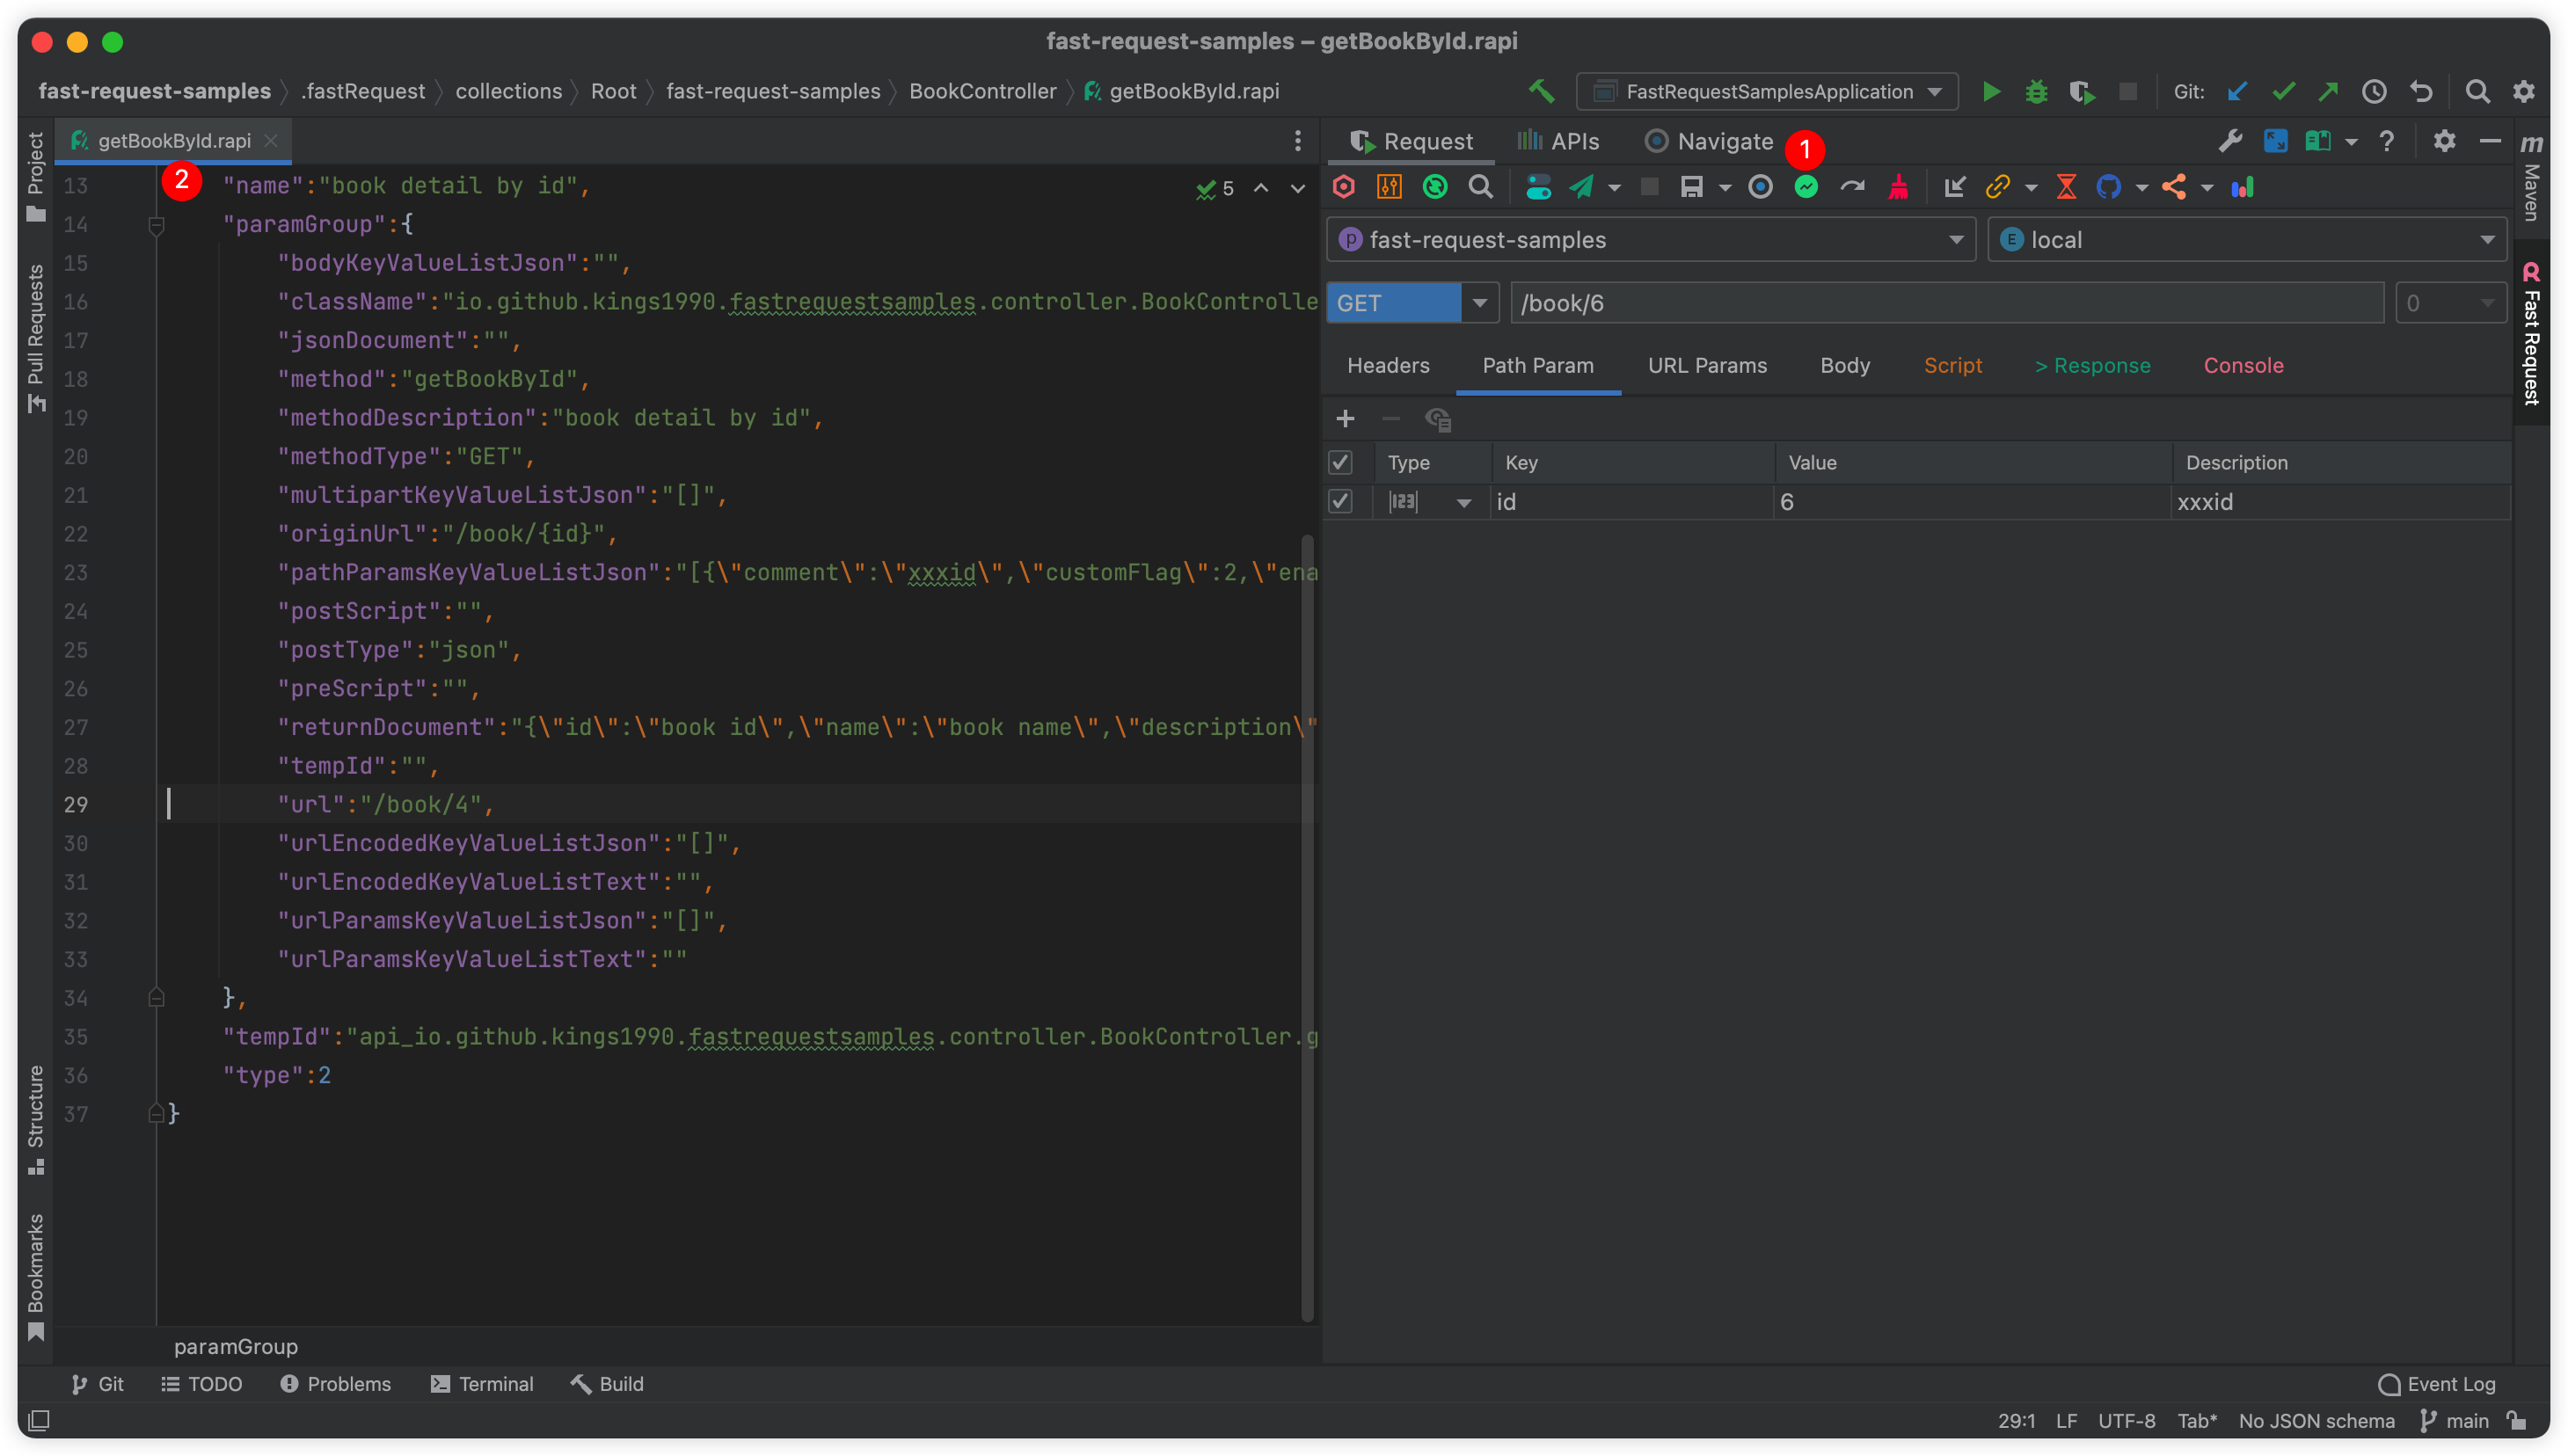 fast-request-samples – getBookById.rapi
fast-request-samples .fastRequest collections Root fast-request-samples BookController getBookById.rapi
FastRequestSamplesApplication Git:
getBookById.rapi
Request APIs Navigate 1
2
13 "name":"book detail by id",
5
14 "paramGroup":{
15 "bodyKeyValueListJson":"",
16 "className":"io.github.kings1990.fastrequestsamples.controller.BookControlle
17 "jsonDocument":"",
18 "method":"getBookById",
19 "methodDescription":"book detail by id",
20 "methodType":"GET",
21 "multipartKeyValueListJson":"[]",
22 "originUrl":"/book/{id}",
23 "pathParamsKeyValueListJson":"[{\"comment\":\"xxxid\",\"customFlag\":2,\"ena
24 "postScript":"",
25 "postType":"json",
26 "preScript":"",
27 "returnDocument":"{\"id\":\"book id\",\"name\":\"book name\",\"description\"
28 "tempId":"",
29 "url":"/book/4",
30 "urlEncodedKeyValueListJson":"[]",
31 "urlEncodedKeyValueListText":"",
32 "urlParamsKeyValueListJson":"[]",
33 "urlParamsKeyValueListText":""
34 },
35 "tempId":"api_io.github.kings1990.fastrequestsamples.controller.BookController.g
36 "type":2
37 }
paramGroup
p fast-request-samples
E local
GET /book/6 0
Headers Path Param URL Params Body Script > Response Console
Type Key Value Description
123 id 6 xxxid
Project
Pull Requests
Structure
Bookmarks
m Maven
Fast Request
Git TODO Problems Terminal Build Event Log
29:1 LF UTF-8 Tab* No JSON schema main